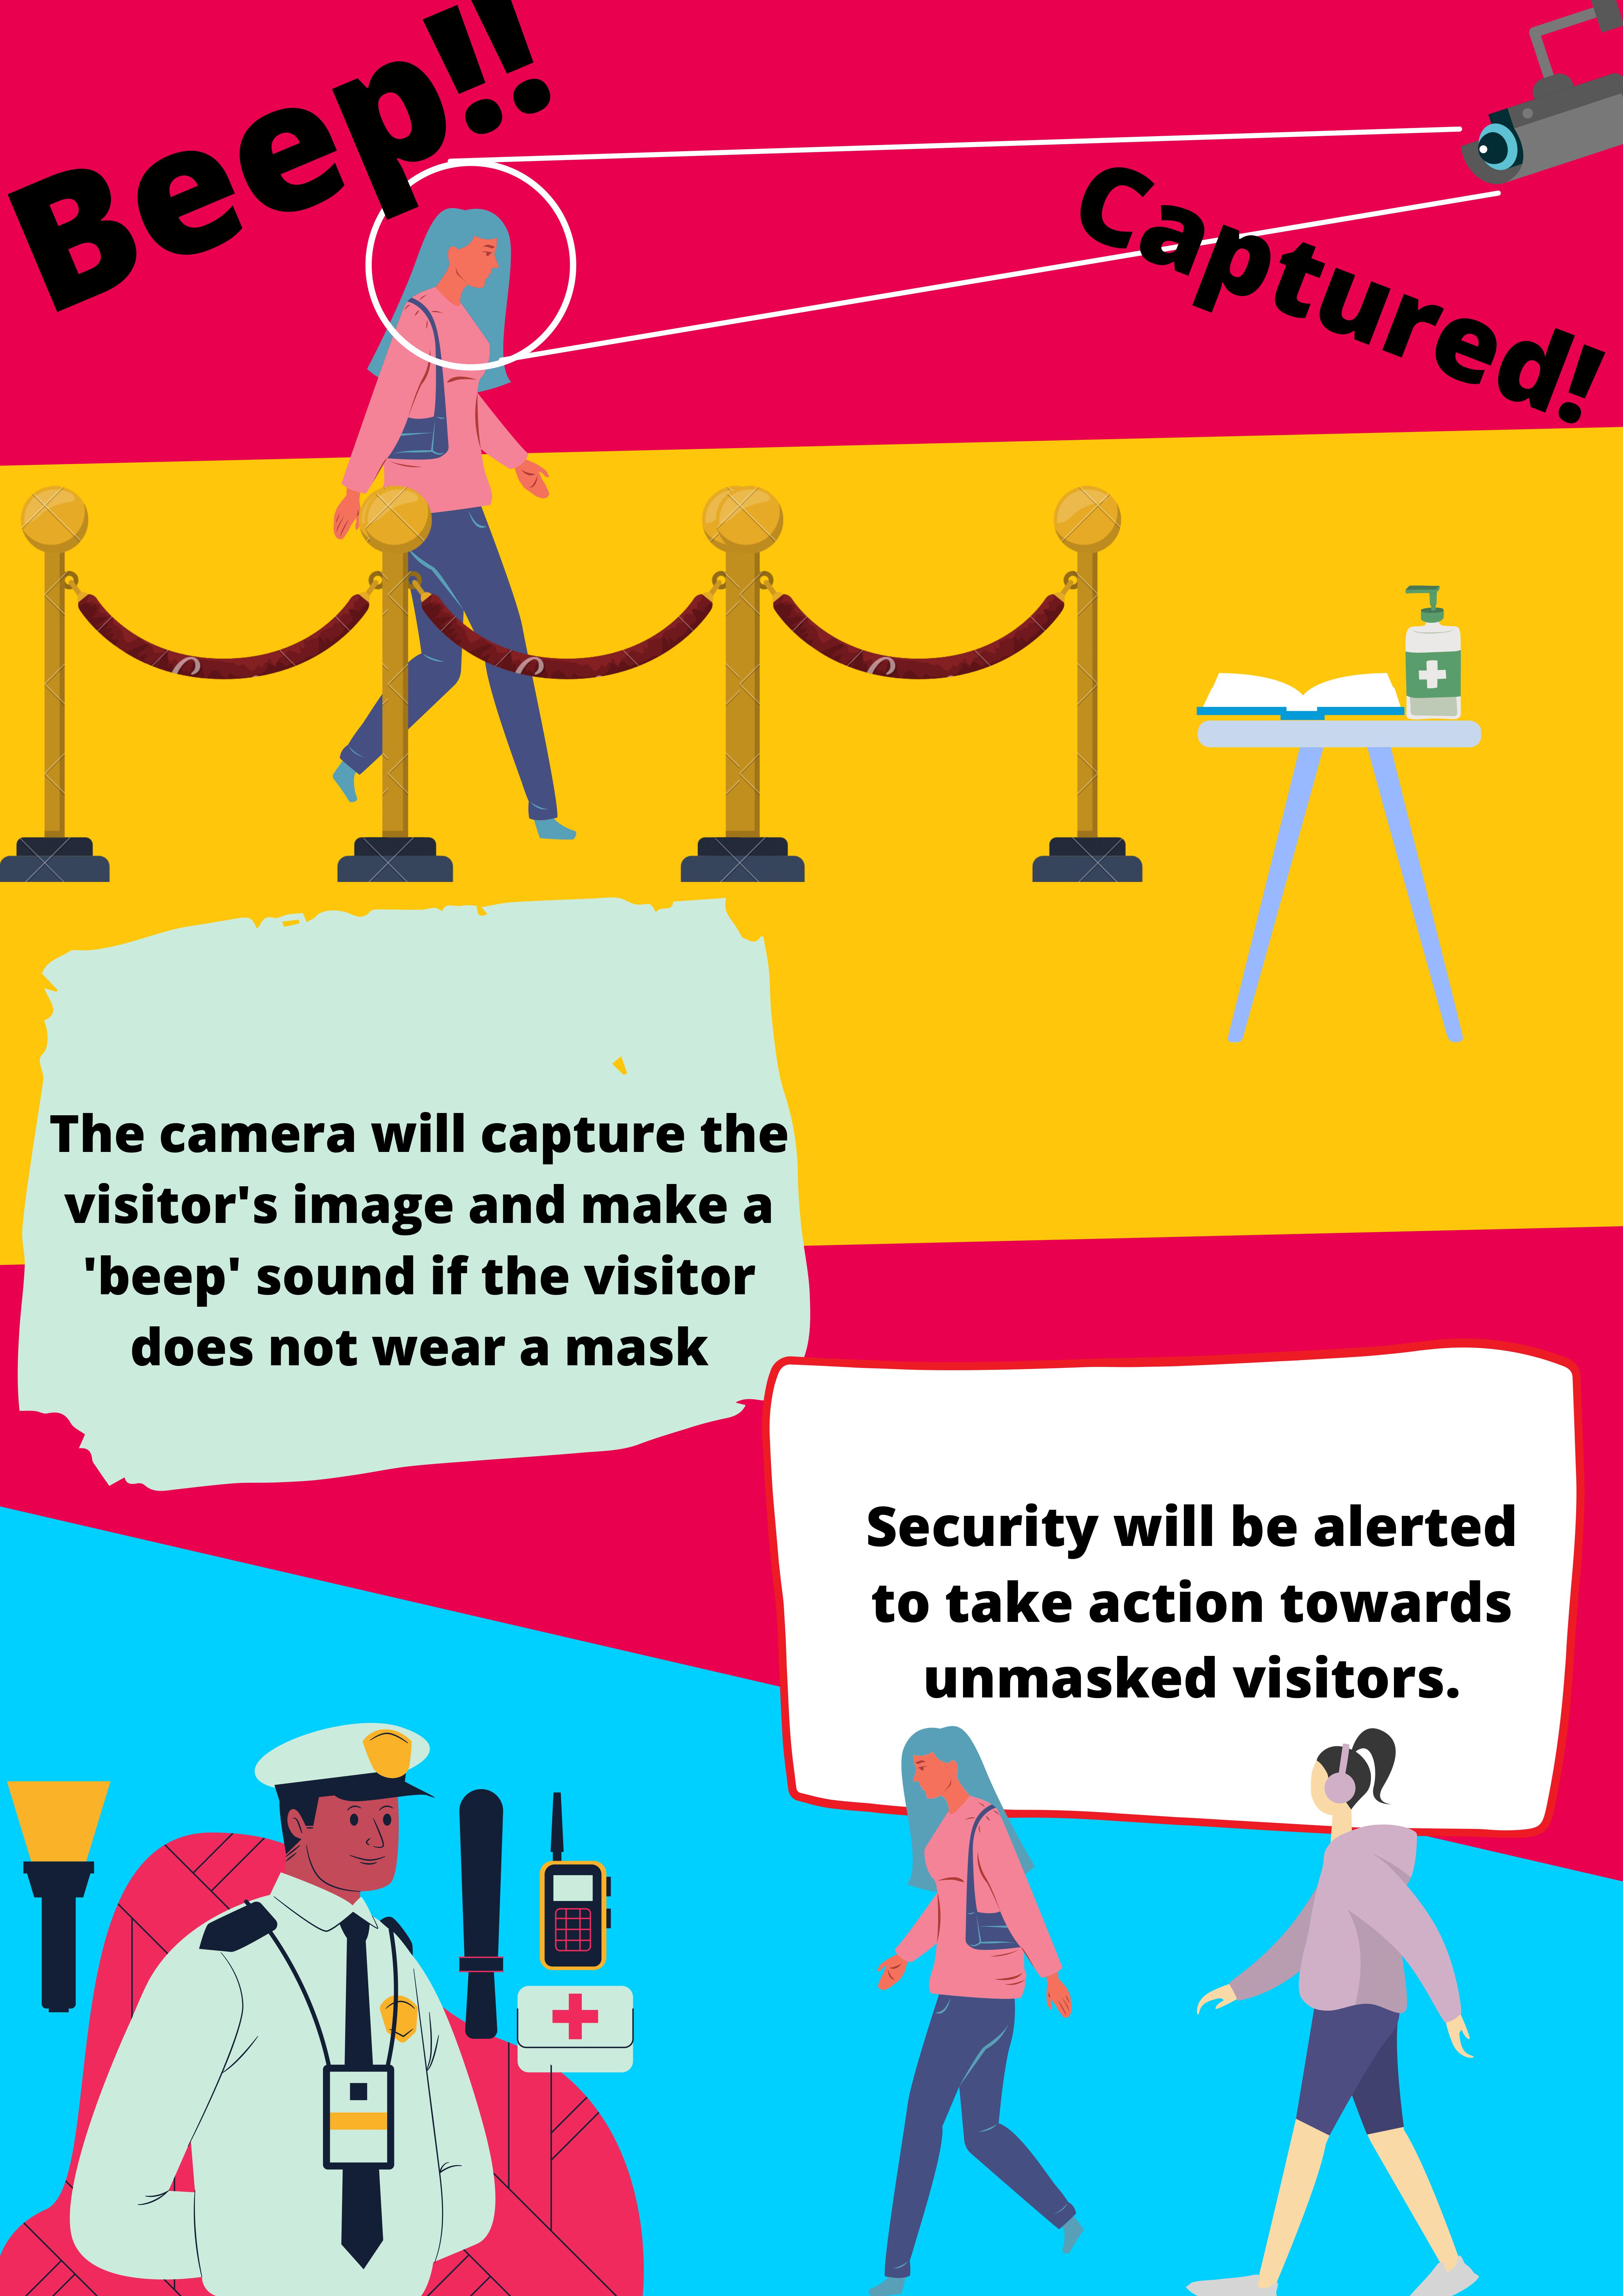 Beep!!
Captured!
The camera will capture the
visitor's image and make a
'beep' sound if the visitor
does not wear a mask
Security will be alerted
to take action towards
unmasked visitors.